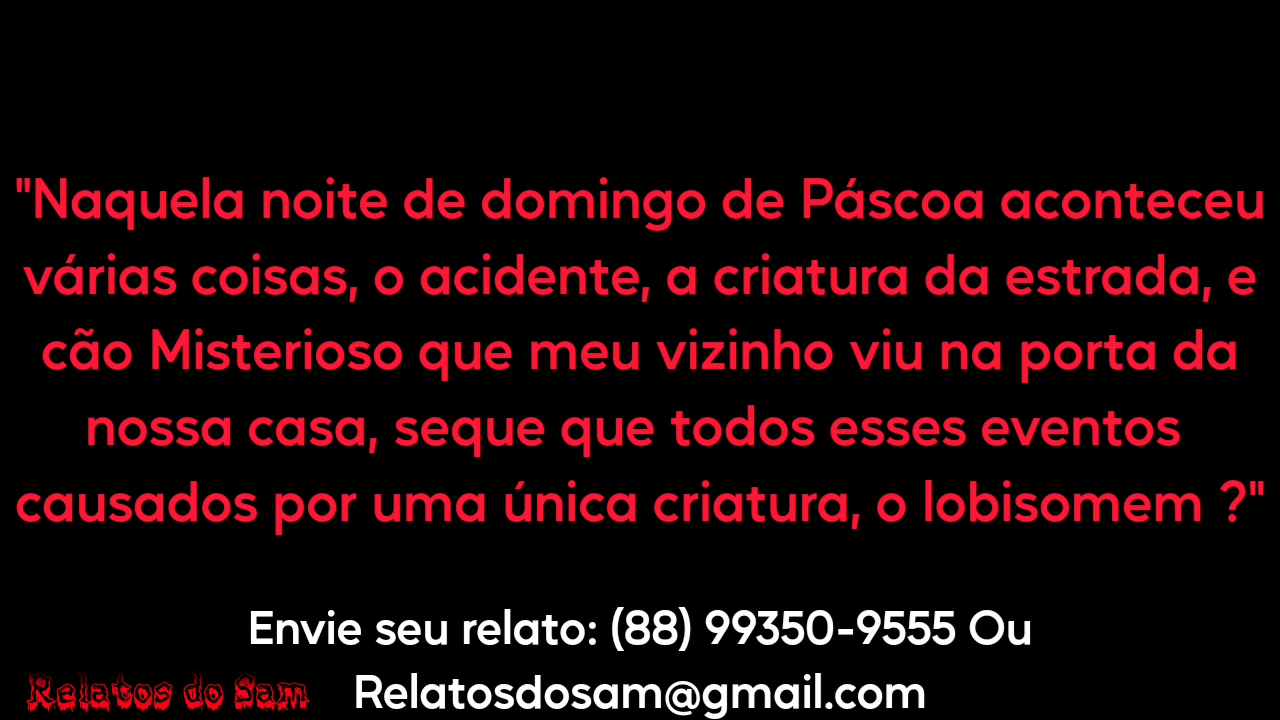 "Naquela noite de domingo de Páscoa aconteceu
várias coisas, o acidente, a criatura da estrada, e
cão Misterioso que meu vizinho viu na porta da
nossa casa, seque que todos esses eventos
causados por uma única criatura, o lobisomem ?"
Envie seu relato: (88) 99350-9555 Ou
Relatosdosam@gmail.com
Relatos do Sam